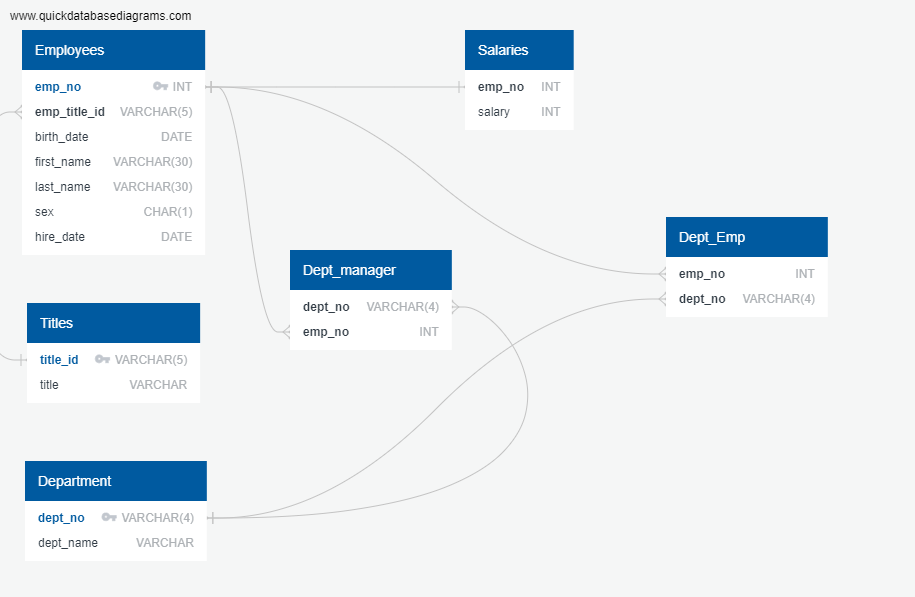 www.quickdatabasediagrams.com
Employees
emp_no INT
emp_title_id VARCHAR(5)
birth_date DATE
first_name VARCHAR(30)
last_name VARCHAR(30)
sex CHAR(1)
hire_date DATE
Salaries
emp_no INT
salary INT
Dept_Emp
emp_no INT
dept_no VARCHAR(4)
Dept_manager
dept_no VARCHAR(4)
emp_no INT
Titles
title_id VARCHAR(5)
title VARCHAR
Department
dept_no VARCHAR(4)
dept_name VARCHAR